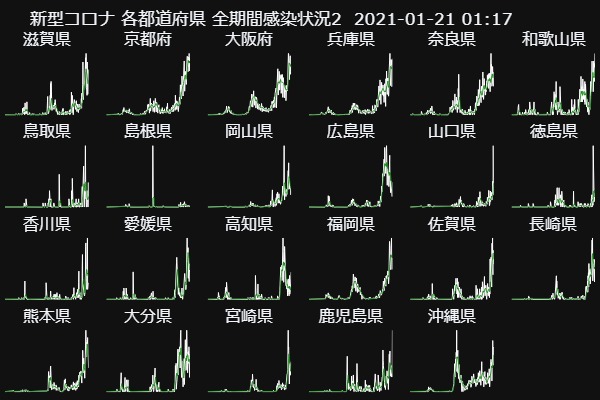 新型コロナ 各都道府県 全期間感染状況2 2021-01-21 01:17
滋賀県 京都府 大阪府 兵庫県 奈良県 和歌山県
鳥取県 島根県 岡山県 広島県 山口県 徳島県
香川県 愛媛県 高知県 福岡県 佐賀県 長崎県
熊本県 大分県 宮崎県 鹿児島県 沖縄県